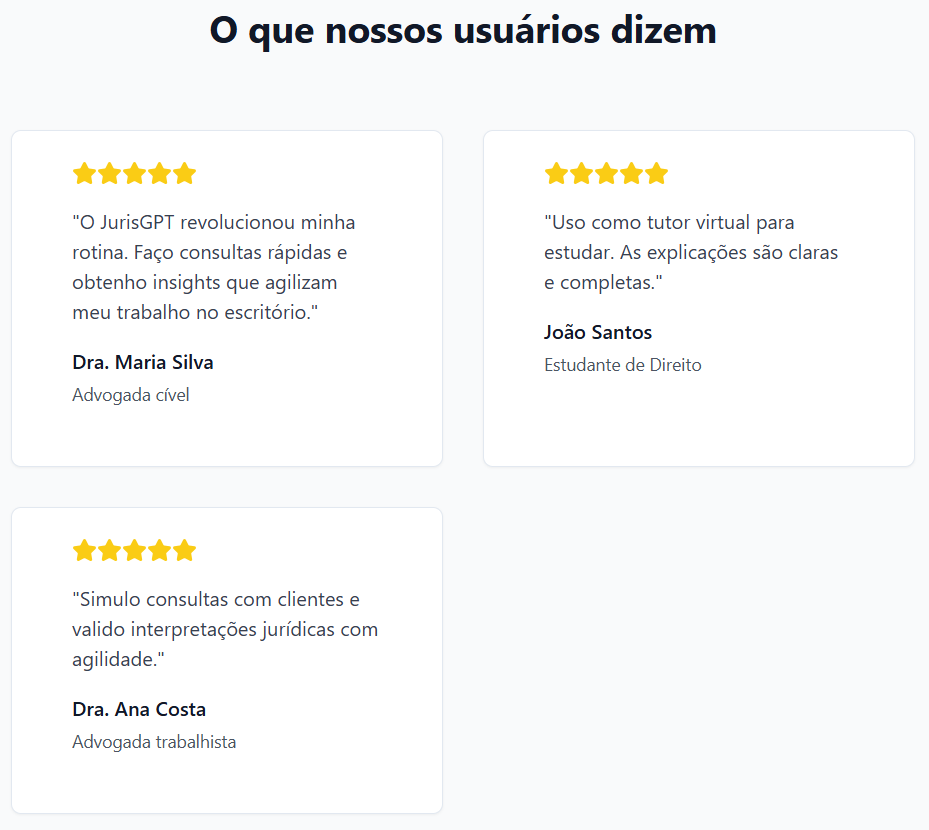 O que nossos usuários dizem
"O JurisGPT revolucionou minha
rotina. Faço consultas rápidas e
obtenho insights que agilizam
meu trabalho no escritório."
Dra. Maria Silva
Advogada cível
"Uso como tutor virtual para
estudar. As explicações são claras
e completas."
João Santos
Estudante de Direito
"Simulo consultas com clientes e
valido interpretações jurídicas com
agilidade."
Dra. Ana Costa
Advogada trabalhista